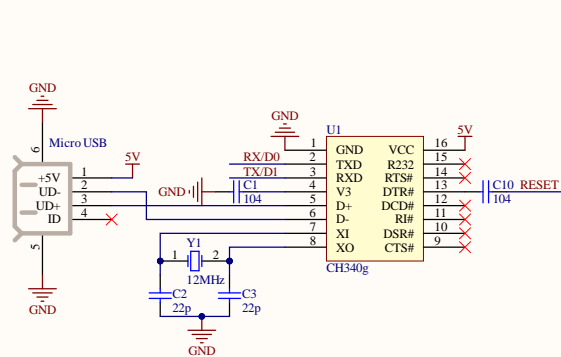 GND
6
Micro USB
+5V 1 5V
UD- 2
UD+ 3
ID 4
5
GND
GND
U1
1 GND VCC 16 5V
RX/D0 2 TXD R232 15
TX/D1 3 RXD RTS# 14
GND C1 104 4 V3 DTR# 13 C10 104 RESET
5 D+ DCD# 12
6 D- RI# 11
7 XI DSR# 10
8 XO CTS# 9
CH340g
Y1
1 2
12MHz
C2 C3
22p 22p
GND